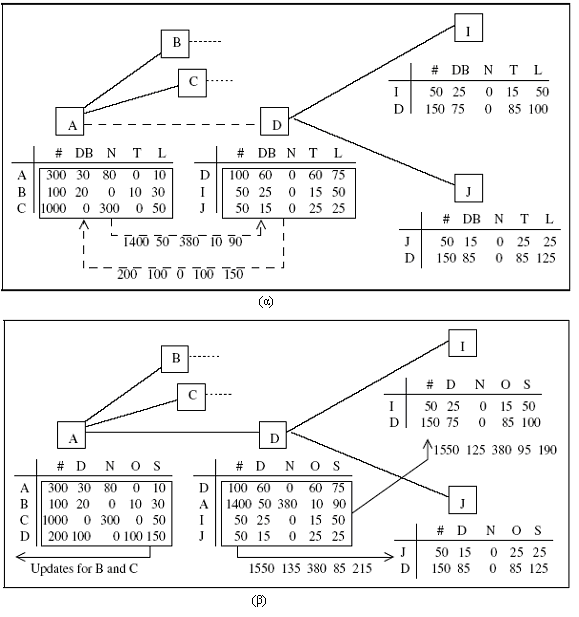 B
C
A
D
I
J
# DB N T L
I 50 25 0 15 50
D 150 75 0 85 100
# DB N T L
A 300 30 80 0 10
B 100 20 0 10 30
C 1000 0 300 0 50
# DB N T L
D 100 60 0 60 75
I 50 25 0 15 50
J 50 15 0 25 25
# DB N T L
J 50 15 0 25 25
D 150 85 0 85 125
1400 50 380 10 90
200 100 0 100 150
(α)
B
C
A
D
I
J
# D N O S
I 50 25 0 15 50
D 150 75 0 85 100
1550 125 380 95 190
# D N O S
A 300 30 80 0 10
B 100 20 0 10 30
C 1000 0 300 0 50
D 200 100 0 100 150
# D N O S
D 100 60 0 60 75
A 1400 50 380 10 90
I 50 25 0 15 50
J 50 15 0 25 25
# D N O S
J 50 15 0 25 25
D 150 85 0 85 125
Updates for B and C
1550 135 380 85 215
(β)